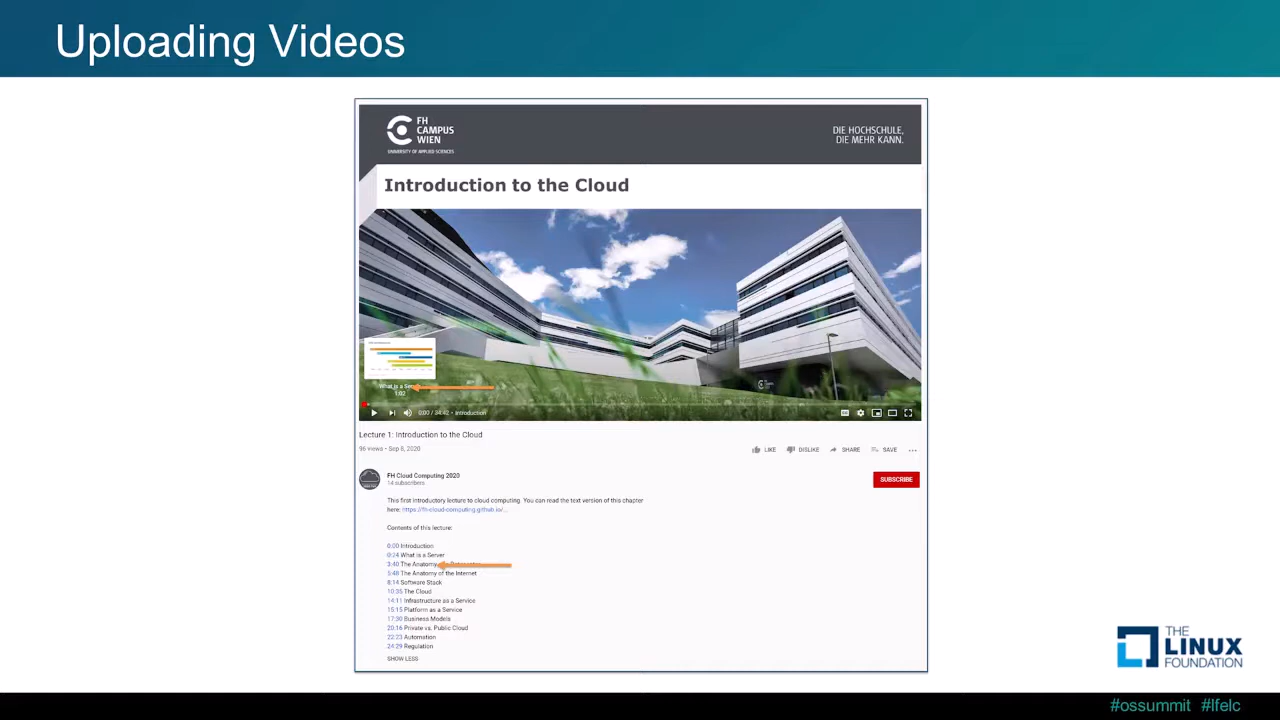 Uploading Videos
FH
CAMPUS
WIEN
UNIVERSITY OF APPLIED SCIENCES
DIE HOCHSCHULE,
DIE MEHR KANN.
Introduction to the Cloud
What is a
1:02
0:00 / 34:42 • Introduction
Lecture 1: Introduction to the Cloud
96 views • Sep 8, 2020
LIKE
DISLIKE
SHARE
SAVE
FH Cloud Computing 2020
14 subscribers
SUBSCRIBE
This first introductory lecture to cloud computing. You can read the text version of this chapter
here: https://fh-cloud-computing.github.io/...
Contents of this lecture:
0:00 Introduction
0:24 What is a Server
3:40 The Anatomy
5:48 The Anatomy of the Internet
8:14 Software Stack
10:35 The Cloud
14:11 Infrastructure as a Service
15:15 Platform as a Service
17:30 Business Models
20:16 Private vs. Public Cloud
22:23 Automation
24:29 Regulation
SHOW LESS
THE
LINUX
FOUNDATION
#ossummit #lfelc